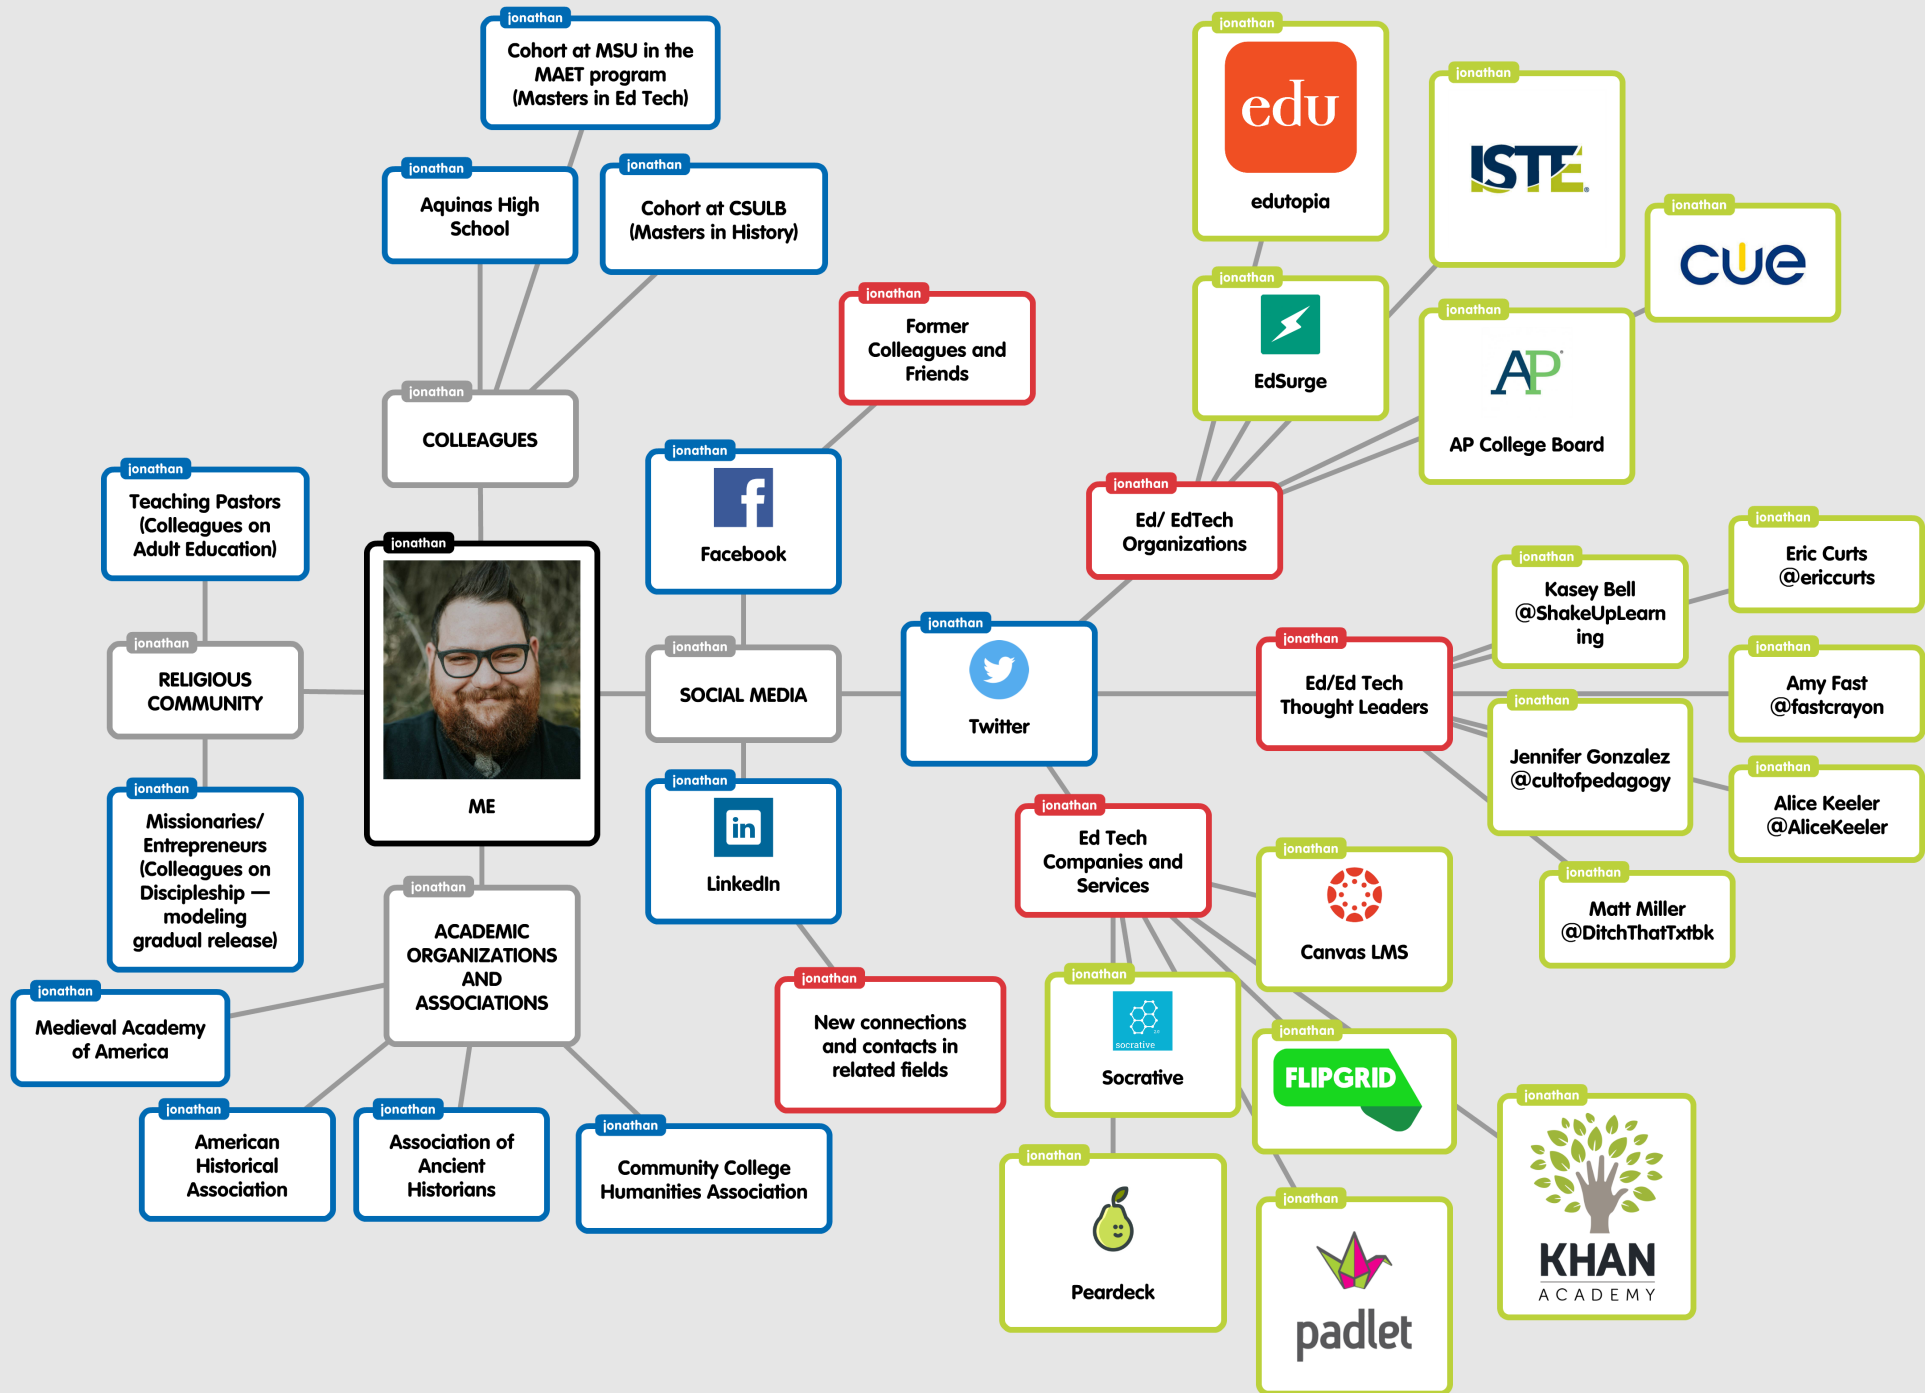 jonathan
Cohort at MSU in the
MAET program
(Masters in Ed Tech)
jonathan
Aquinas High
School
jonathan
Cohort at CSULB
(Masters in History)
jonathan
COLLEAGUES
jonathan
Teaching Pastors
(Colleagues on
Adult Education)
jonathan
RELIGIOUS
COMMUNITY
jonathan
Missionaries/
Entrepreneurs
(Colleagues on
Discipleship —
modeling
gradual release)
jonathan
ME
jonathan
ACADEMIC
ORGANIZATIONS
AND
ASSOCIATIONS
jonathan
Medieval Academy
of America
jonathan
American
Historical
Association
jonathan
Association of
Ancient
Historians
jonathan
Community College
Humanities Association
jonathan
Former
Colleagues and
Friends
jonathan
f
Facebook
jonathan
SOCIAL MEDIA
jonathan
in
LinkedIn
jonathan
New connections
and contacts in
related fields
jonathan
Twitter
jonathan
Ed/ EdTech
Organizations
jonathan
edu
edutopia
jonathan
ISTE
jonathan
cue
jonathan
EdSurge
jonathan
AP
AP College Board
jonathan
Ed/Ed Tech
Thought Leaders
jonathan
Kasey Bell
@ShakeUpLearn
ing
jonathan
Eric Curts
@ericcurts
jonathan
Amy Fast
@fastcrayon
jonathan
Jennifer Gonzalez
@cultofpedagogy
jonathan
Alice Keeler
@AliceKeeler
jonathan
Matt Miller
@DitchThatTxtbk
jonathan
Ed Tech
Companies and
Services
jonathan
Canvas LMS
jonathan
socrative
Socrative
jonathan
FLIPGRID
jonathan
KHAN
ACADEMY
jonathan
Peardeck
jonathan
padlet